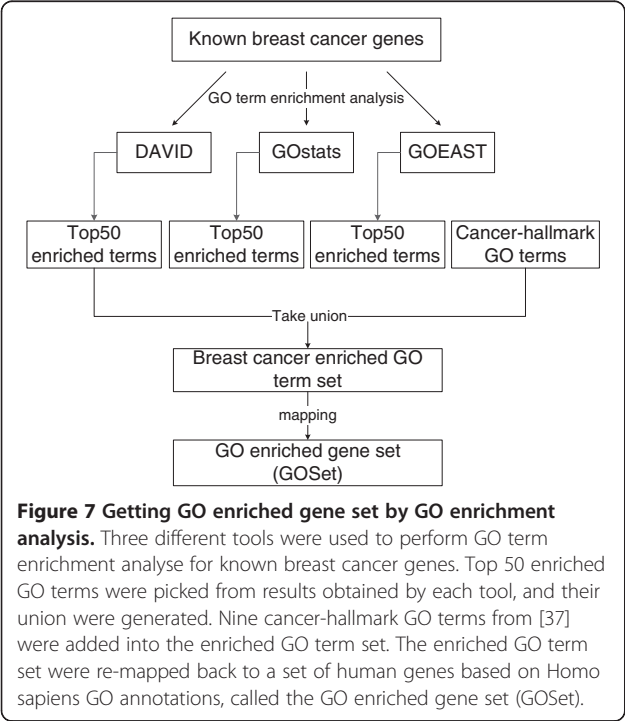 Known breast cancer genes
GO term enrichment analysis
DAVID
GOstats
GOEAST
Top50
enriched terms
Top50
enriched terms
Top50
enriched terms
Cancer-hallmark
GO terms
Take union
Breast cancer enriched GO
term set
mapping
GO enriched gene set
(GOSet)
Figure 7 Getting GO enriched gene set by GO enrichment
analysis. Three different tools were used to perform GO term
enrichment analyse for known breast cancer genes. Top 50 enriched
GO terms were picked from results obtained by each tool, and their
union were generated. Nine cancer-hallmark GO terms from [37]
were added into the enriched GO term set. The enriched GO term
set were re-mapped back to a set of human genes based on Homo
sapiens GO annotations, called the GO enriched gene set (GOSet).